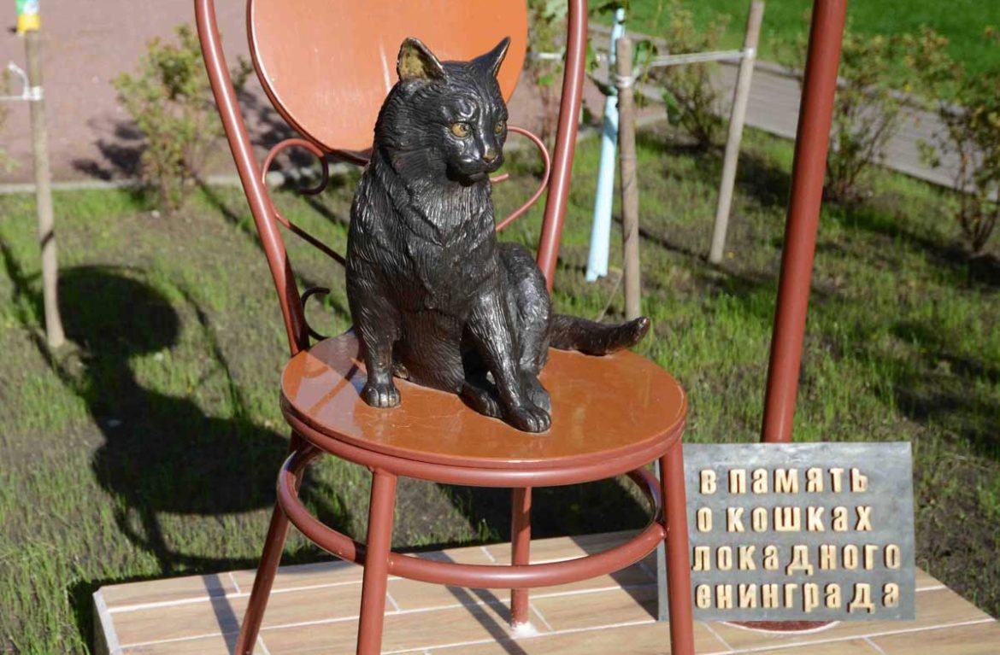 в память
о кошках
локадного
енинграда